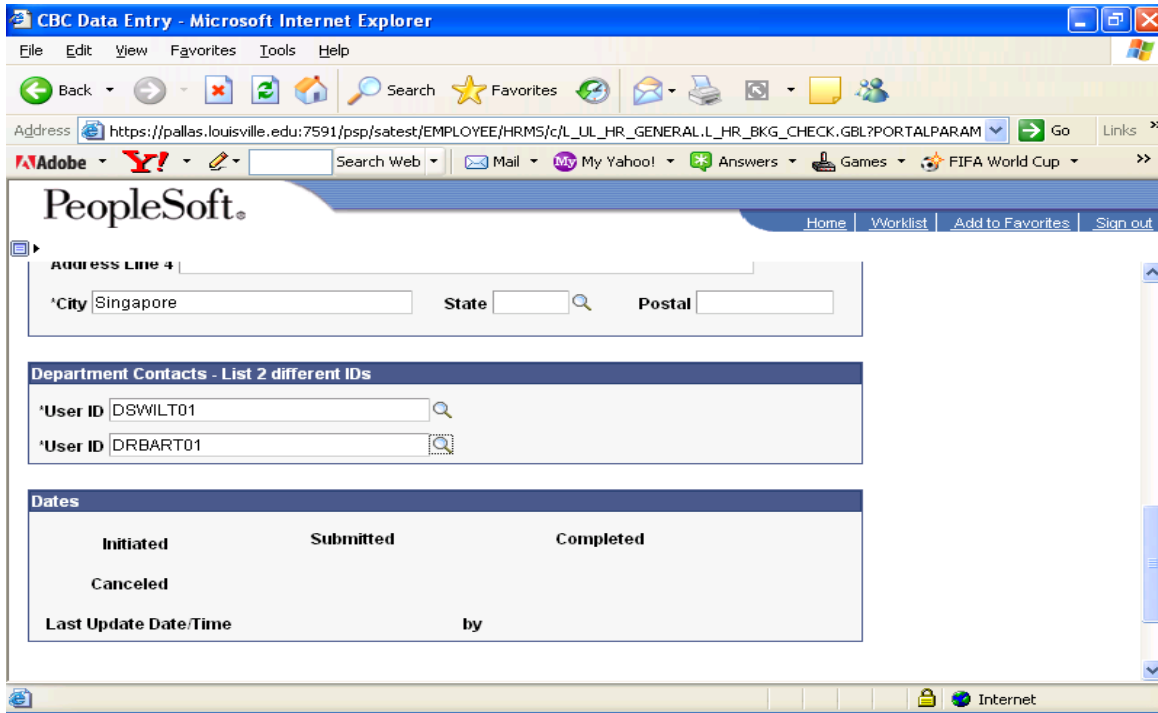 CBC Data Entry - Microsoft Internet Explorer
File Edit View Favorites Tools Help
Back Search Favorites
Address https://pallas.louisville.edu:7591/psp/satest/EMPLOYEE/HRMS/c/L_UL_HR_GENERAL.L_HR_BKG_CHECK.GBL?PORTALPARAM Go Links »
Adobe Y! Search Web Mail My My Yahoo! Answers Games FIFA World Cup »
PeopleSoft®
Home Worklist Add to Favorites Sign out
Address Line 4
*City Singapore State Postal
Department Contacts - List 2 different IDs
*User ID DSWILT01
*User ID DRBART01
Dates
Initiated Submitted Completed
Canceled
Last Update Date/Time by
Internet